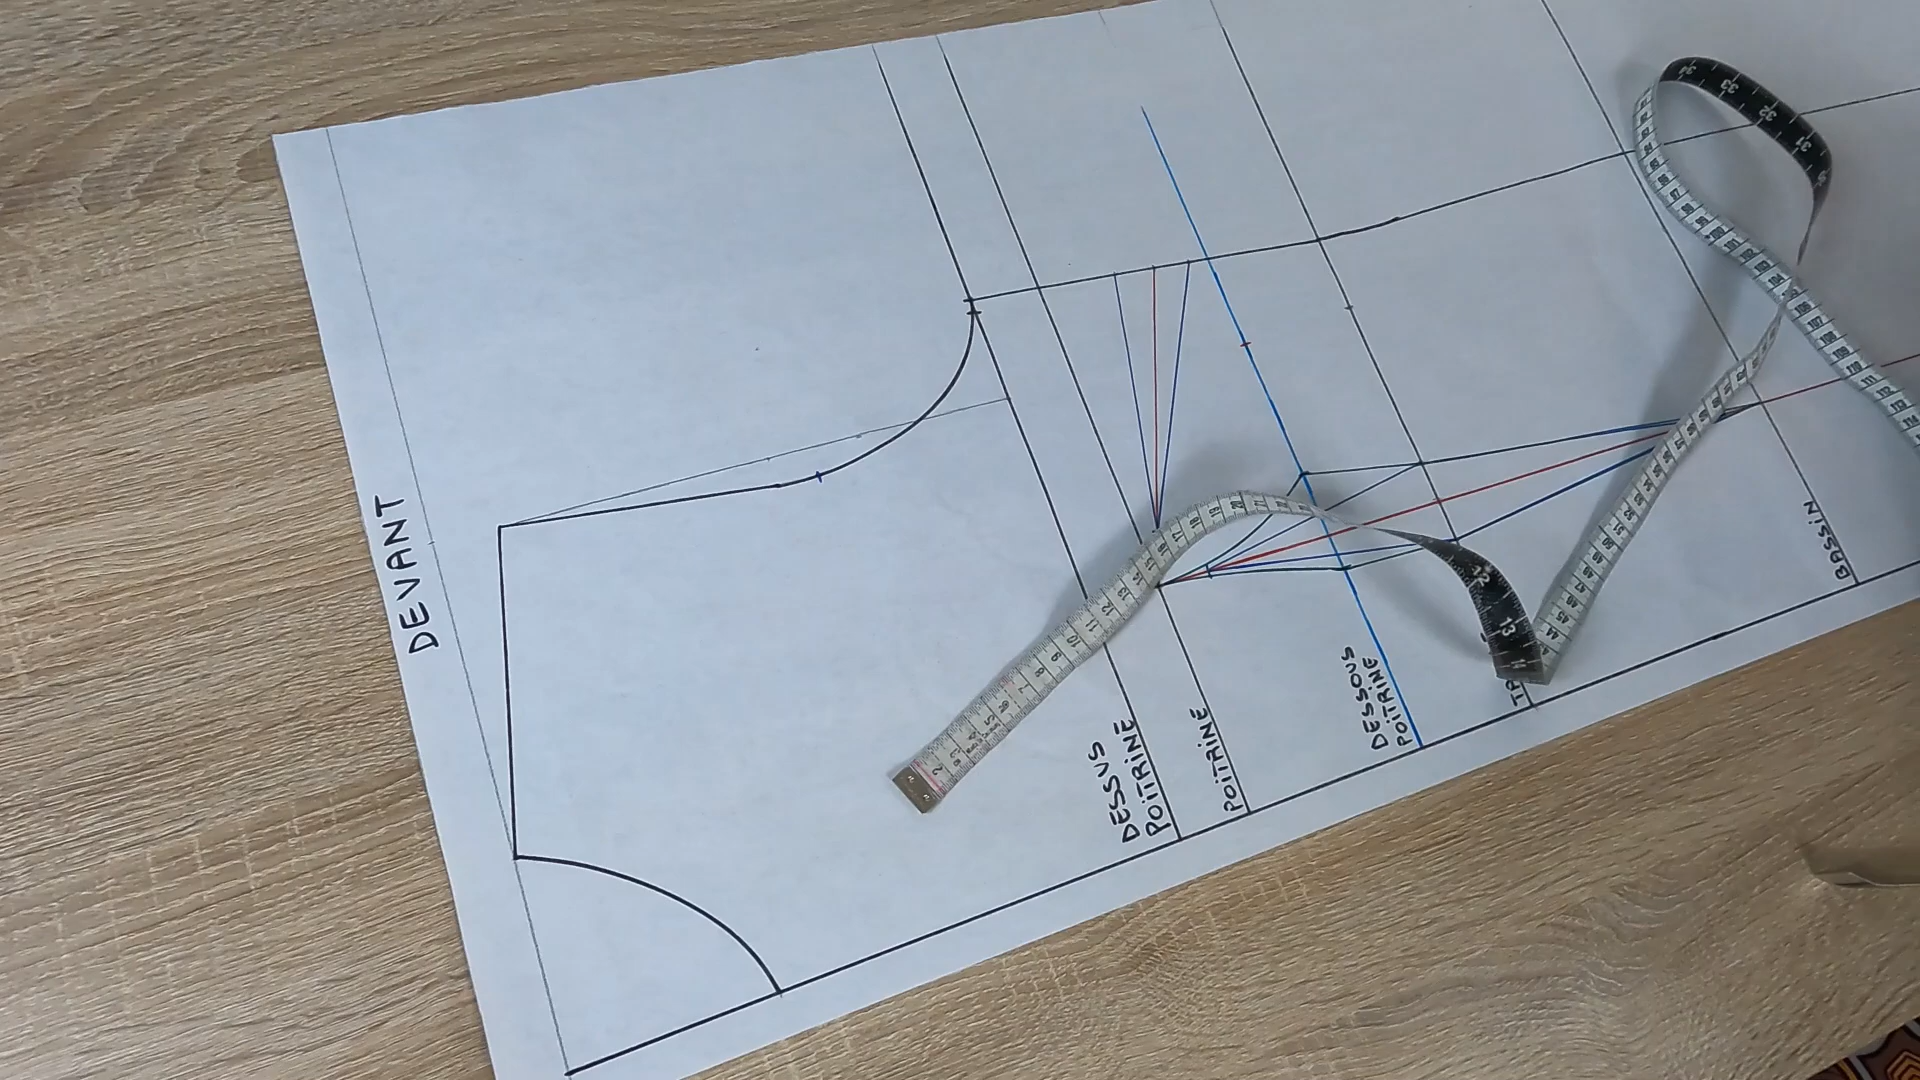 DEVANT
DESSUS
POITRINE
POITRINE
DESSOUS
POITRINE
BASSIN